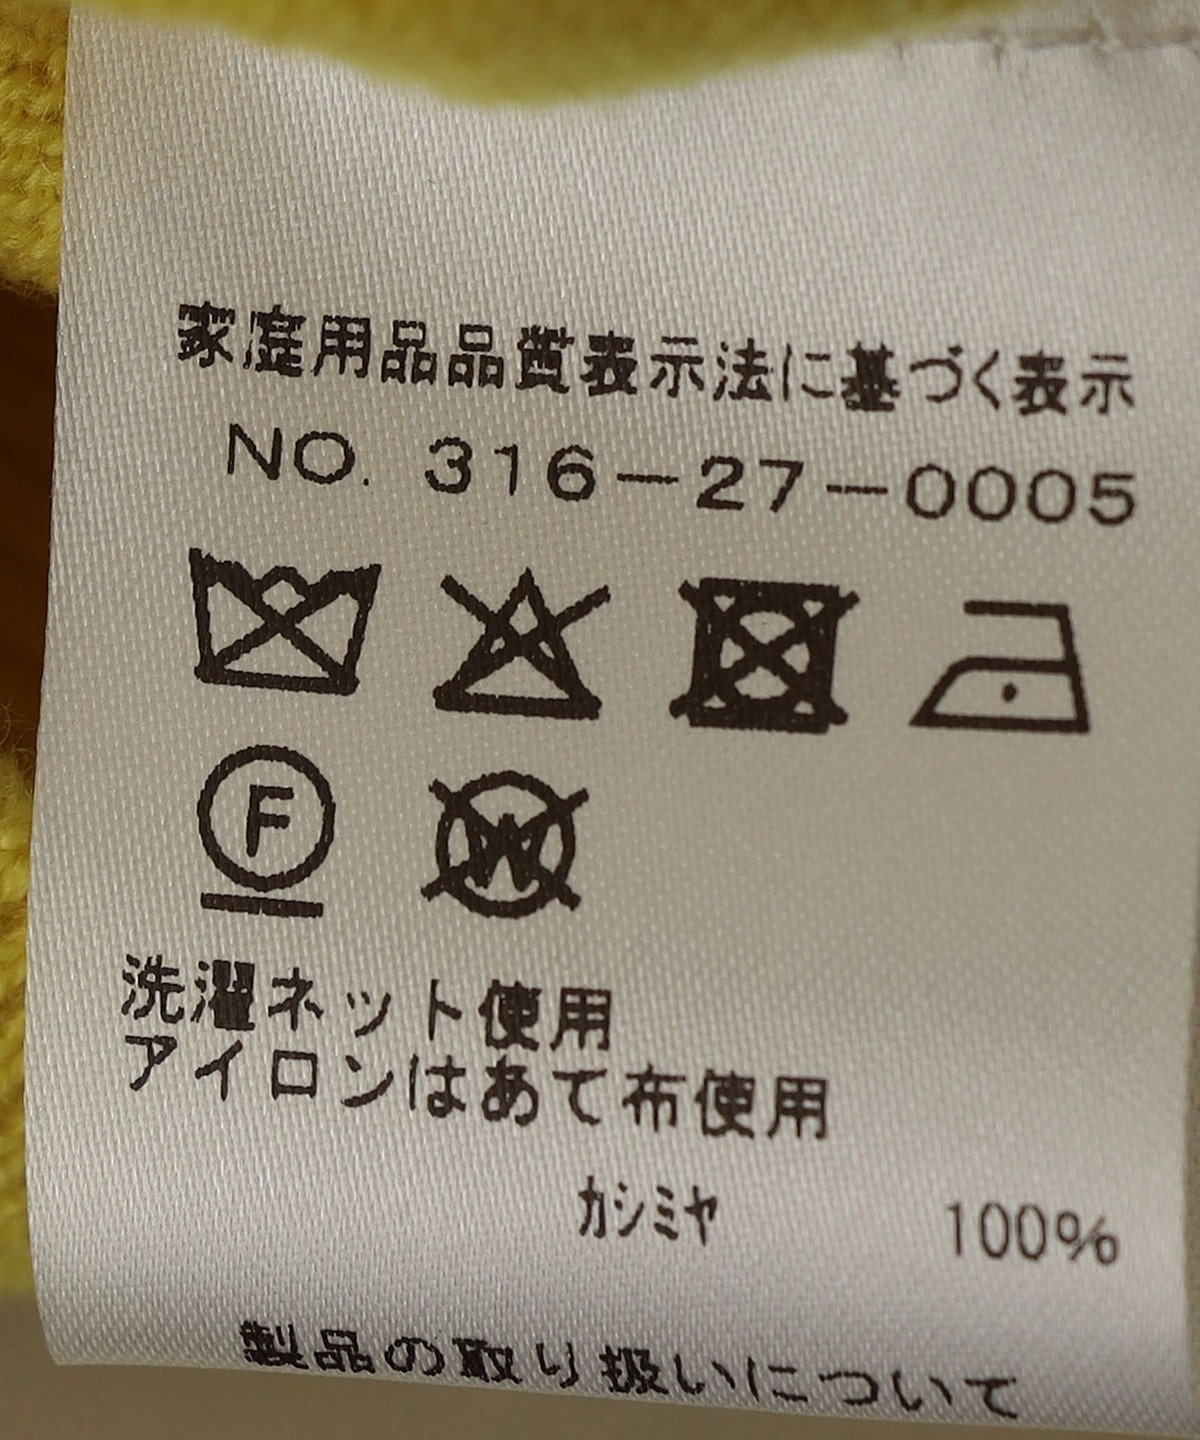 家庭用品品質表示法に基づく表示
NO. 316-27-0005
F W
洗濯ネット使用
アイロンはあて布使用
カシミヤ 100%
製品の取り扱いについて